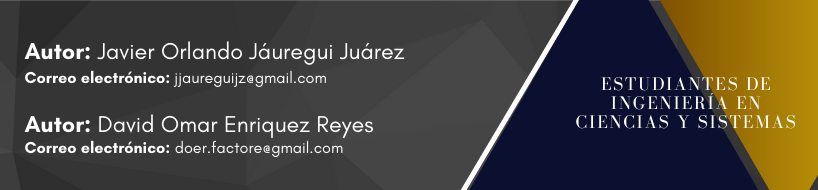 Autor: Javier Orlando Jáuregui Juárez
Correo electrónico: jjaureguijz@gmail.com
Autor: David Omar Enriquez Reyes
Correo electrónico: doer.factore@gmail.com
ESTUDIANTES DE
INGENIERÍA EN
CIENCIAS Y SISTEMAS